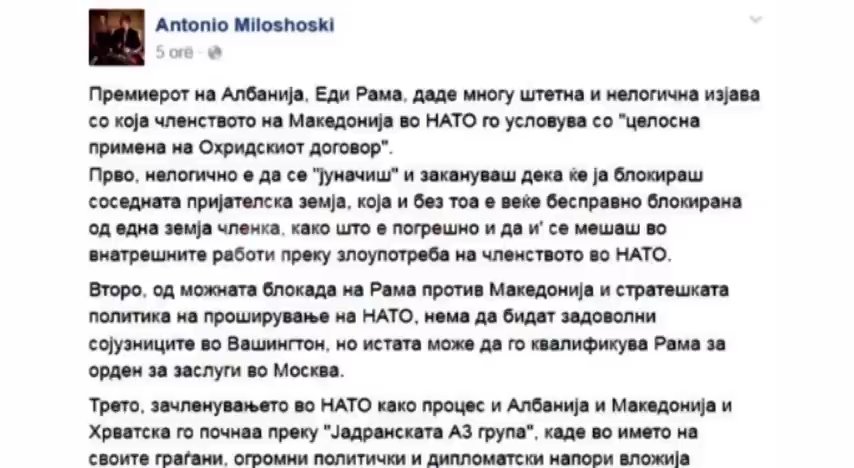 Antonio Miloshoski
5 orë
Премиерот на Албанија, Еди Рама, даде многу штетна и нелогична изјава
со која членството на Македонија во НАТО го условува со "целосна
примена на Охридскиот договор".
Прво, нелогично е да се "јуначиш" и закануваш дека ќе ја блокираш
соседната пријателска земја, која и без тоа е веќе бесправно блокирана
од една земја членка, како што е погрешно и да и' се мешаш во
внатрешните работи преку злоупотреба на членството во НАТО.
Второ, од можната блокада на Рама против Македонија и стратешката
политика на проширување на НАТО, нема да бидат задоволни
сојузниците во Вашингтон, но истата може да го квалификува Рама за
орден за заслуги во Москва.
Трето, зачленувањето во НАТО како процес и Албанија и Македонија и
Хрватска го почнаа преку "Јадранската А3 група", каде во името на
своите граѓани, огромни политички и дипломатски напори вложија